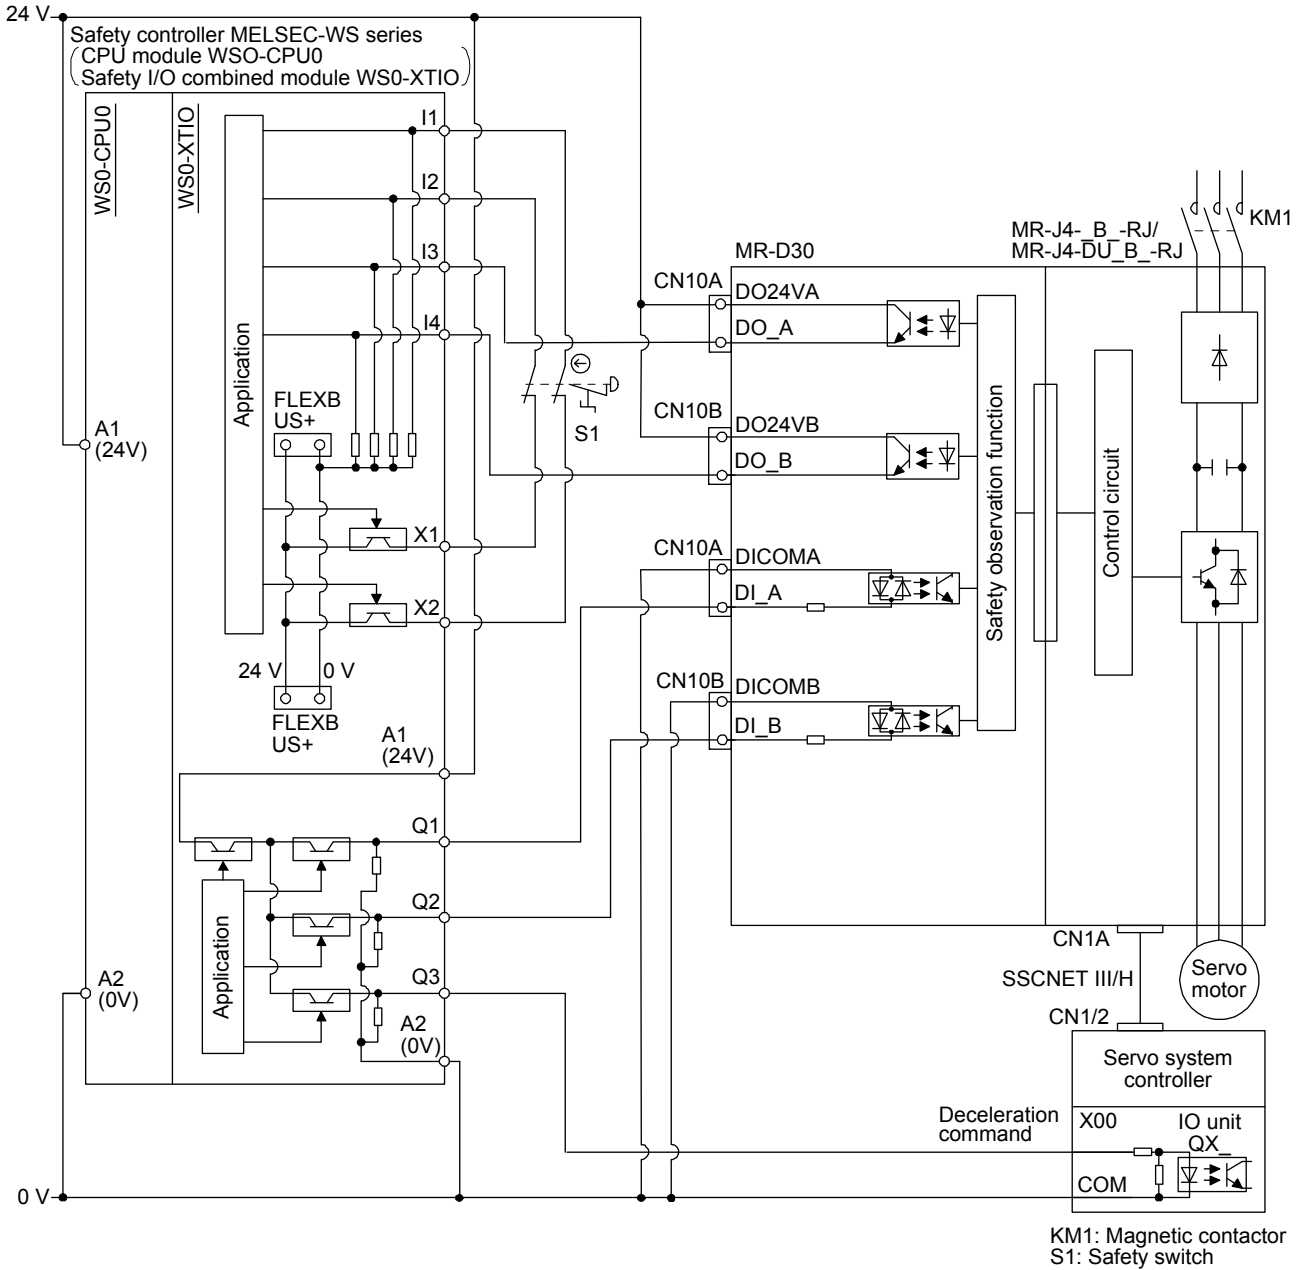 24 V
Safety controller MELSEC-WS series
CPU module WSO-CPU0
Safety I/O combined module WS0-XTIO
WS0-CPU0
WS0-XTIO
Application
I1
I2
I3
I4
FLEXB
US+
A1
(24V)
X1
X2
24 V
0 V
FLEXB
US+
A1
(24V)
Q1
Q2
Q3
Application
A2
(0V)
A2
(0V)
0 V
S1
MR-D30
MR-J4-_B_-RJ/
MR-J4-DU_B_-RJ
KM1
CN10A
DO24VA
DO_A
CN10B
DO24VB
DO_B
CN10A
DICOMA
DI_A
CN10B
DICOMB
DI_B
Safety observation function
Control circuit
CN1A
SSCNET III/H
CN1/2
Servo
motor
Servo system
controller
Deceleration
command
X00
IO unit
QX_
COM
KM1: Magnetic contactor
S1: Safety switch